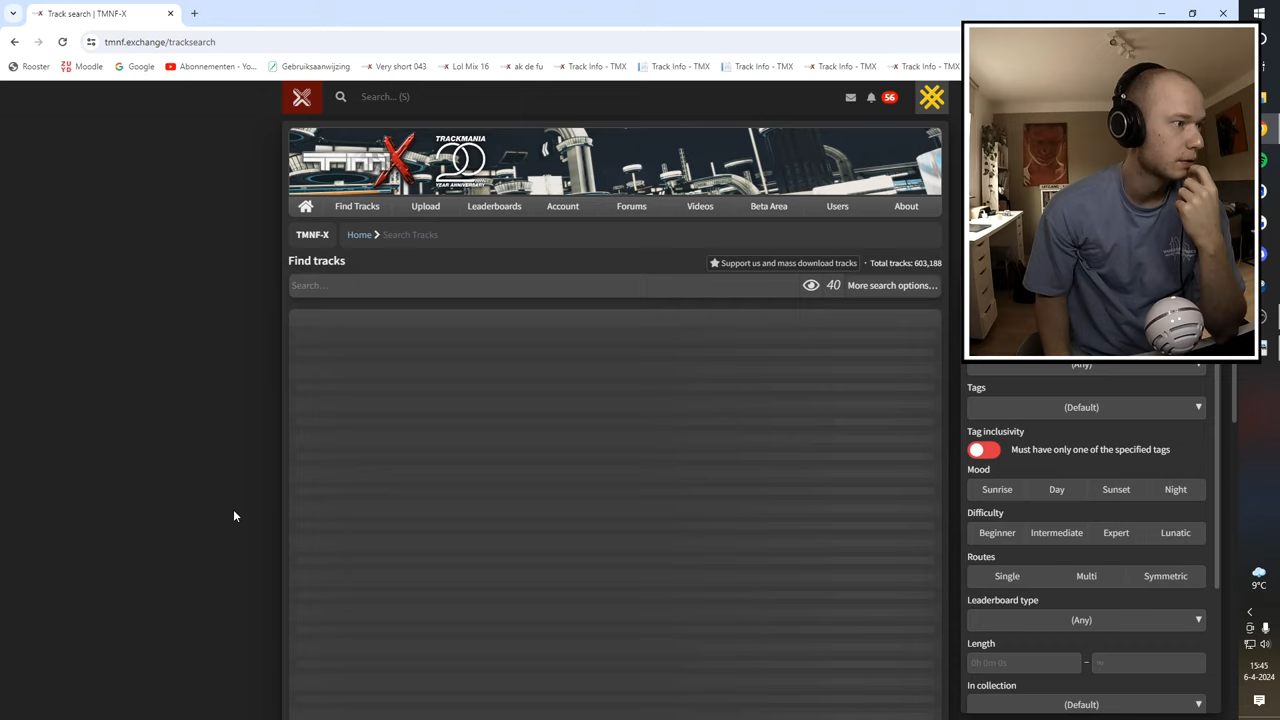 Track search | TMNF-X
tmnf.exchange/tracksearch
Rooster
ZU YD
Moodle
Google
Abonnementen - Yo...
Gebruiksaanwijzing
Very short 043
Lol Mix 16
ak de fu
Track Info - TMX
Track Info - TMX
Track Info - TMX
Track Info - TMX
Track Info - TMX
Search... (S)
56
TRACKMANIA
20
YEAR ANNIVERSARY
Find Tracks
Upload
Leaderboards
Account
Forums
Videos
Beta Area
Users
About
TMNF-X
Home
Search Tracks
Find tracks
Support us and mass download tracks
· Total tracks: 603,188
Search...
40
More search options...
(Any)
Tags
(Default)
Tag inclusivity
Must have only one of the specified tags
Mood
Sunrise
Day
Sunset
Night
Difficulty
Beginner
Intermediate
Expert
Lunatic
Routes
Single
Multi
Symmetric
Leaderboard type
(Any)
Length
0h 0m 0s
–
∞
In collection
(Default)
9°C
15:45
6-4-2024